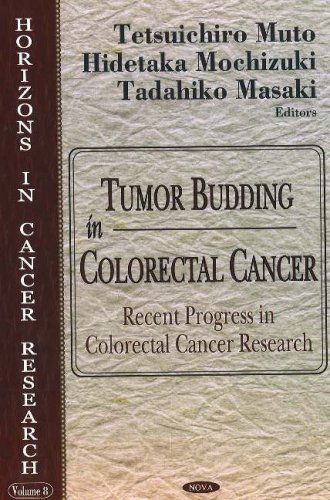 Tetsuichiro Muto
Hidetaka Mochizuki
Tadahiko Masaki
Editors
TUMOR BUDDING
in
COLORECTAL CANCER
Recent Progress in
Colorectal Cancer Research
HORIZONS IN CANCER RESEARCH
Volume 8
NOVA